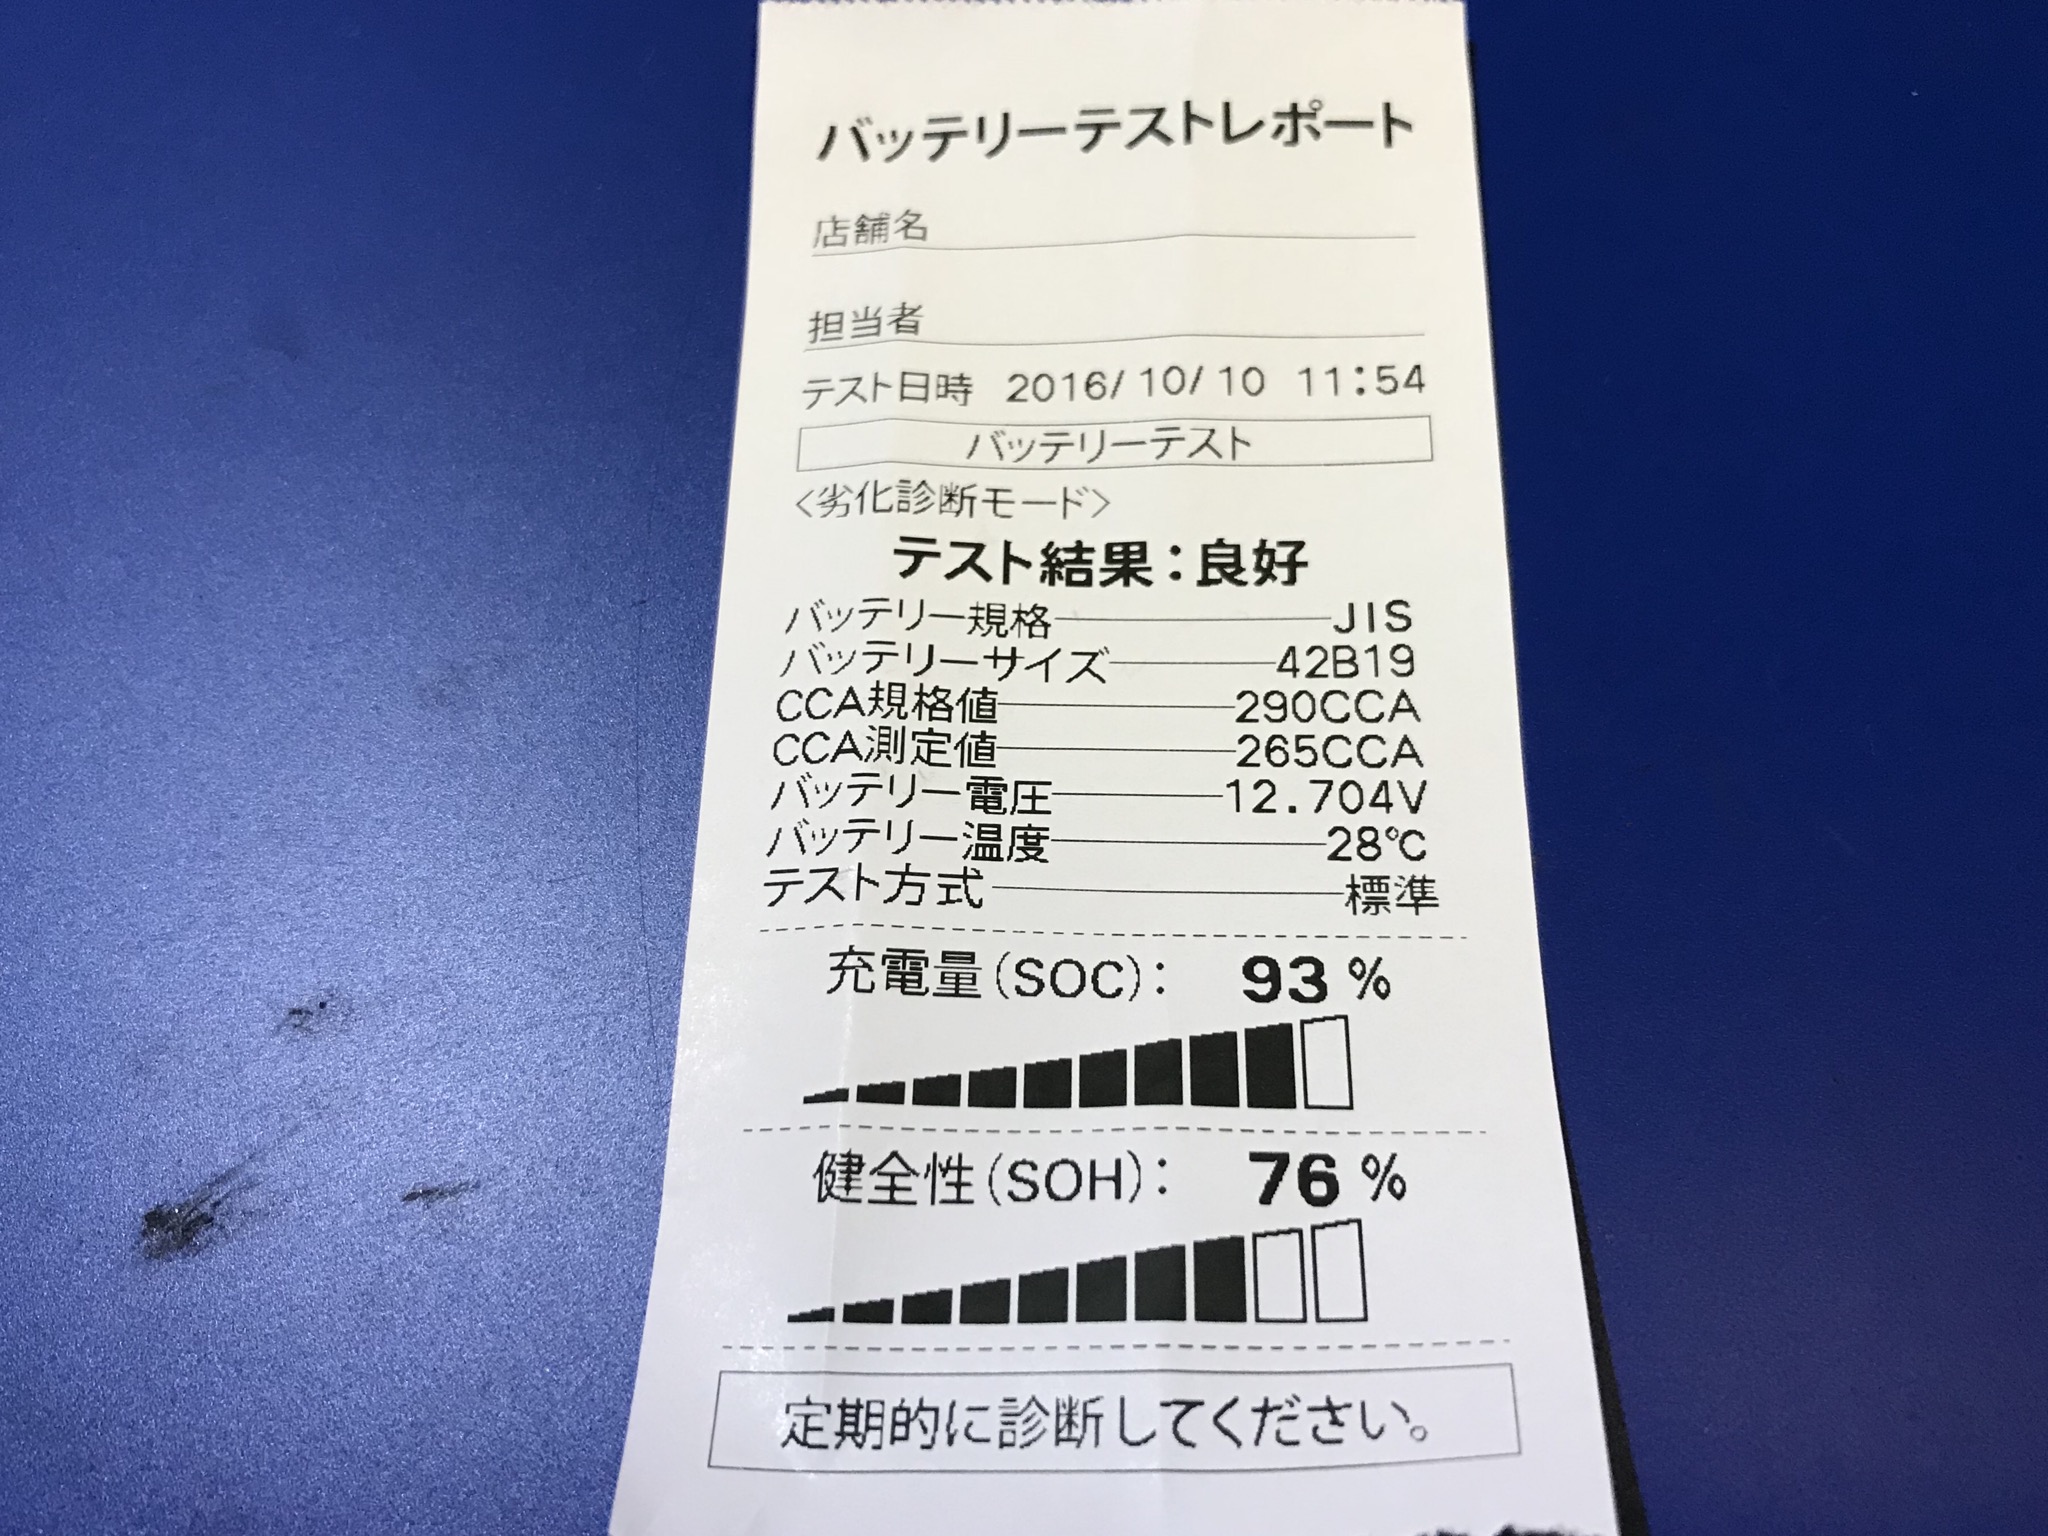 バッテリーテストレポート
店舗名
担当者
テスト日時 2016/10/10 11:54
バッテリーテスト
<劣化診断モード>
テスト結果:良好
バッテリー規格 JIS
バッテリーサイズ 42B19
CCA規格値 290CCA
CCA測定値 265CCA
バッテリー電圧 12.704V
バッテリー温度 28℃
テスト方式 標準
充電量(SOC): 93 %
健全性(SOH): 76 %
定期的に診断してください。